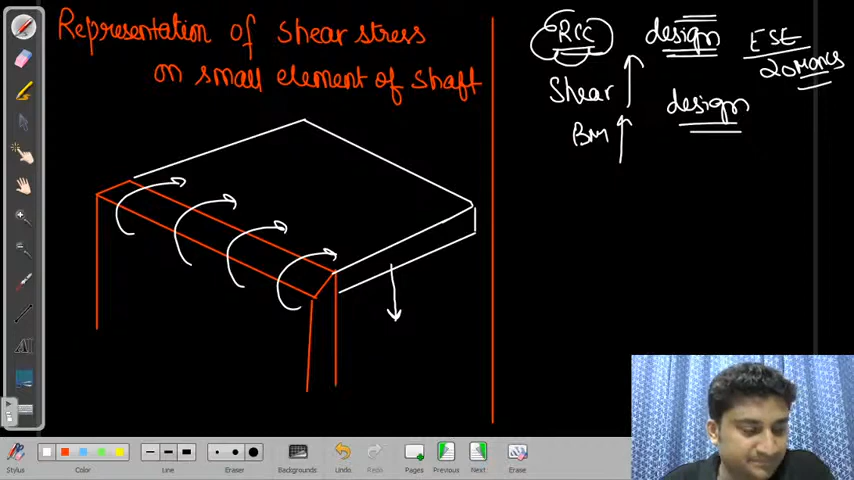 Representation of shear stress
on small element of shaft
RCC design ESE
20 Marks
Shear design
BM
Stylus Color Line Eraser Backgrounds Undo Redo Pages Previous Next Erase